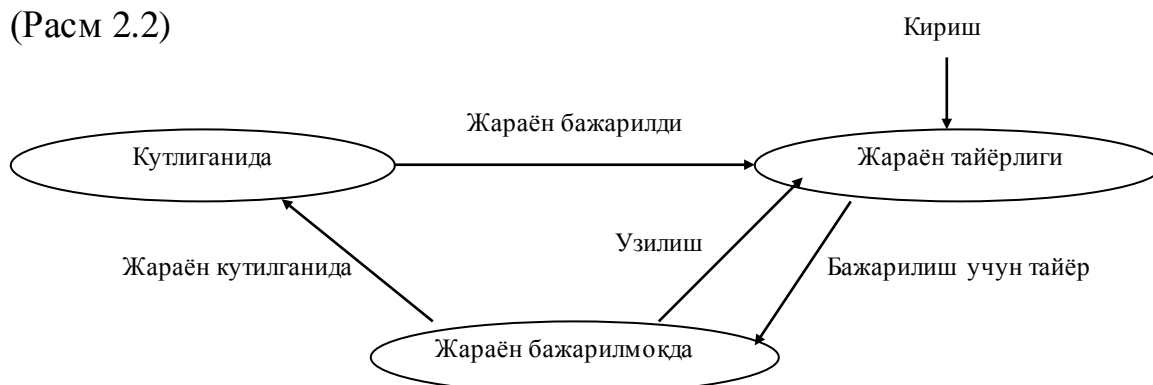 (Расм 2.2)
Кириш
Жараён бажарилди
Кутлиганида
Жараён тайёрлиги
Узилиш
Жараён кутилганида
Бажарилиш учун тайёр
Жараён бажарилмоқда